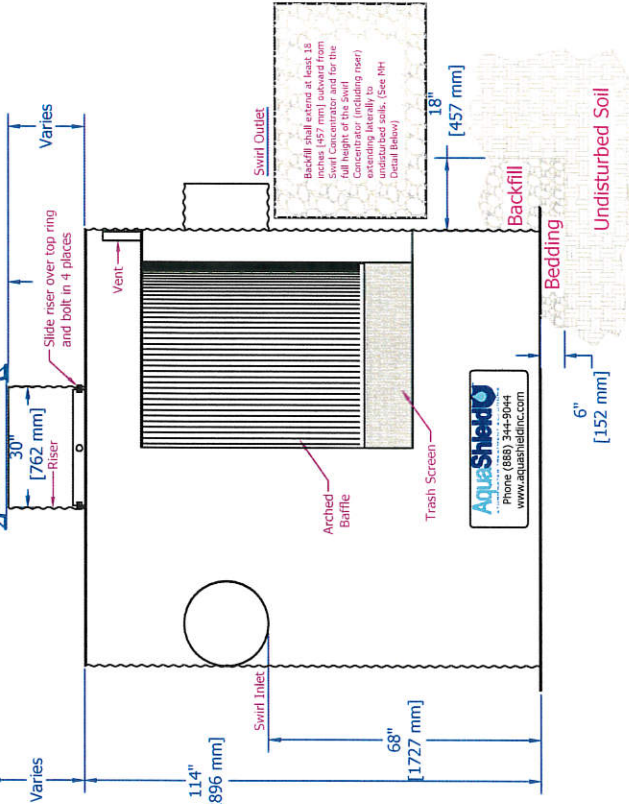 Varies
Varies
30"
[762 mm]
Riser
Slide riser over top ring
and bolt in 4 places
Vent
Swirl Outlet
Swirl Inlet
Arched
Baffle
Trash Screen
114"
896 mm]
68"
[1727 mm]
Backfill shall extend at least 18
inches [457 mm] outward from
Swirl Concentrator and for the
full height of the Swirl
Concentrator (including riser)
extending laterally to
undisturbed soils. (See MH
Detail Below)
18"
[457 mm]
Backfill
Bedding
Undisturbed Soil
6"
[152 mm]
AquaShield
Phone (888) 344-9044
www.aquashieldinc.com